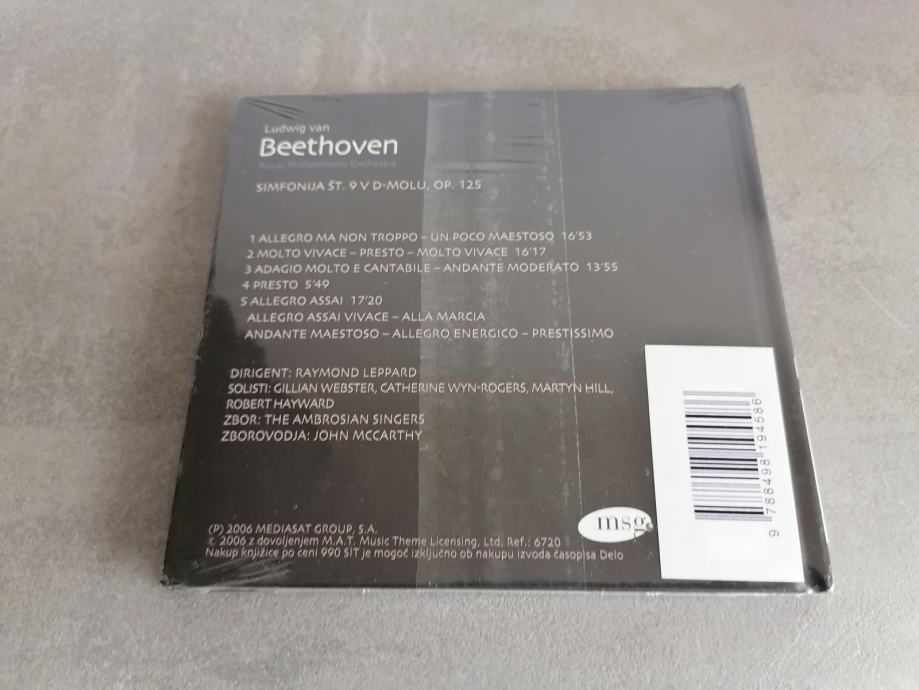 Ludwig van
Beethoven
Royal Philharmonic Orchestra
SIMFONIJA ŠT. 9 V D-MOLU, OP. 125
1 ALLEGRO MA NON TROPPO – UN POCO MAESTOSO 16'53
2 MOLTO VIVACE – PRESTO – MOLTO VIVACE 16'17
3 ADAGIO MOLTO E CANTABILE – ANDANTE MODERATO 13'55
4 PRESTO 5'49
5 ALLEGRO ASSAI 17'20
ALLEGRO ASSAI VIVACE – ALLA MARCIA
ANDANTE MAESTOSO – ALLEGRO ENERGICO – PRESTISSIMO
DIRIGENT: RAYMOND LEPPARD
SOLISTI: GILLIAN WEBSTER, CATHERINE WYN-ROGERS, MARTYN HILL,
ROBERT HAYWARD
ZBOR: THE AMBROSIAN SINGERS
ZBOROVODJA: JOHN MCCARTHY
(P) 2006 MEDIASAT GROUP, S.A.
c. 2006 z dovoljenjem M.A.T. Music Theme Licensing, Ltd. Ref.: 6720
Nakup knjižice po ceni 990 SIT je mogoč izključno ob nakupu izvoda časopisa Delo
msg
9 788498 194586